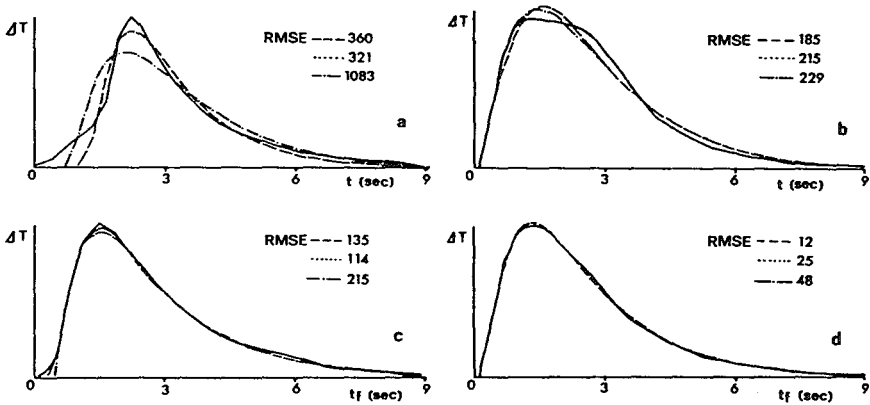 ΔT
RMSE 360
321
1083
a
0 3 6 9
t (sec)
ΔT
RMSE 185
215
229
b
0 3 6 9
t (sec)
ΔT
RMSE 135
114
215
c
0 3 6 9
tf (sec)
ΔT
RMSE 12
25
48
d
0 3 6 9
tf (sec)